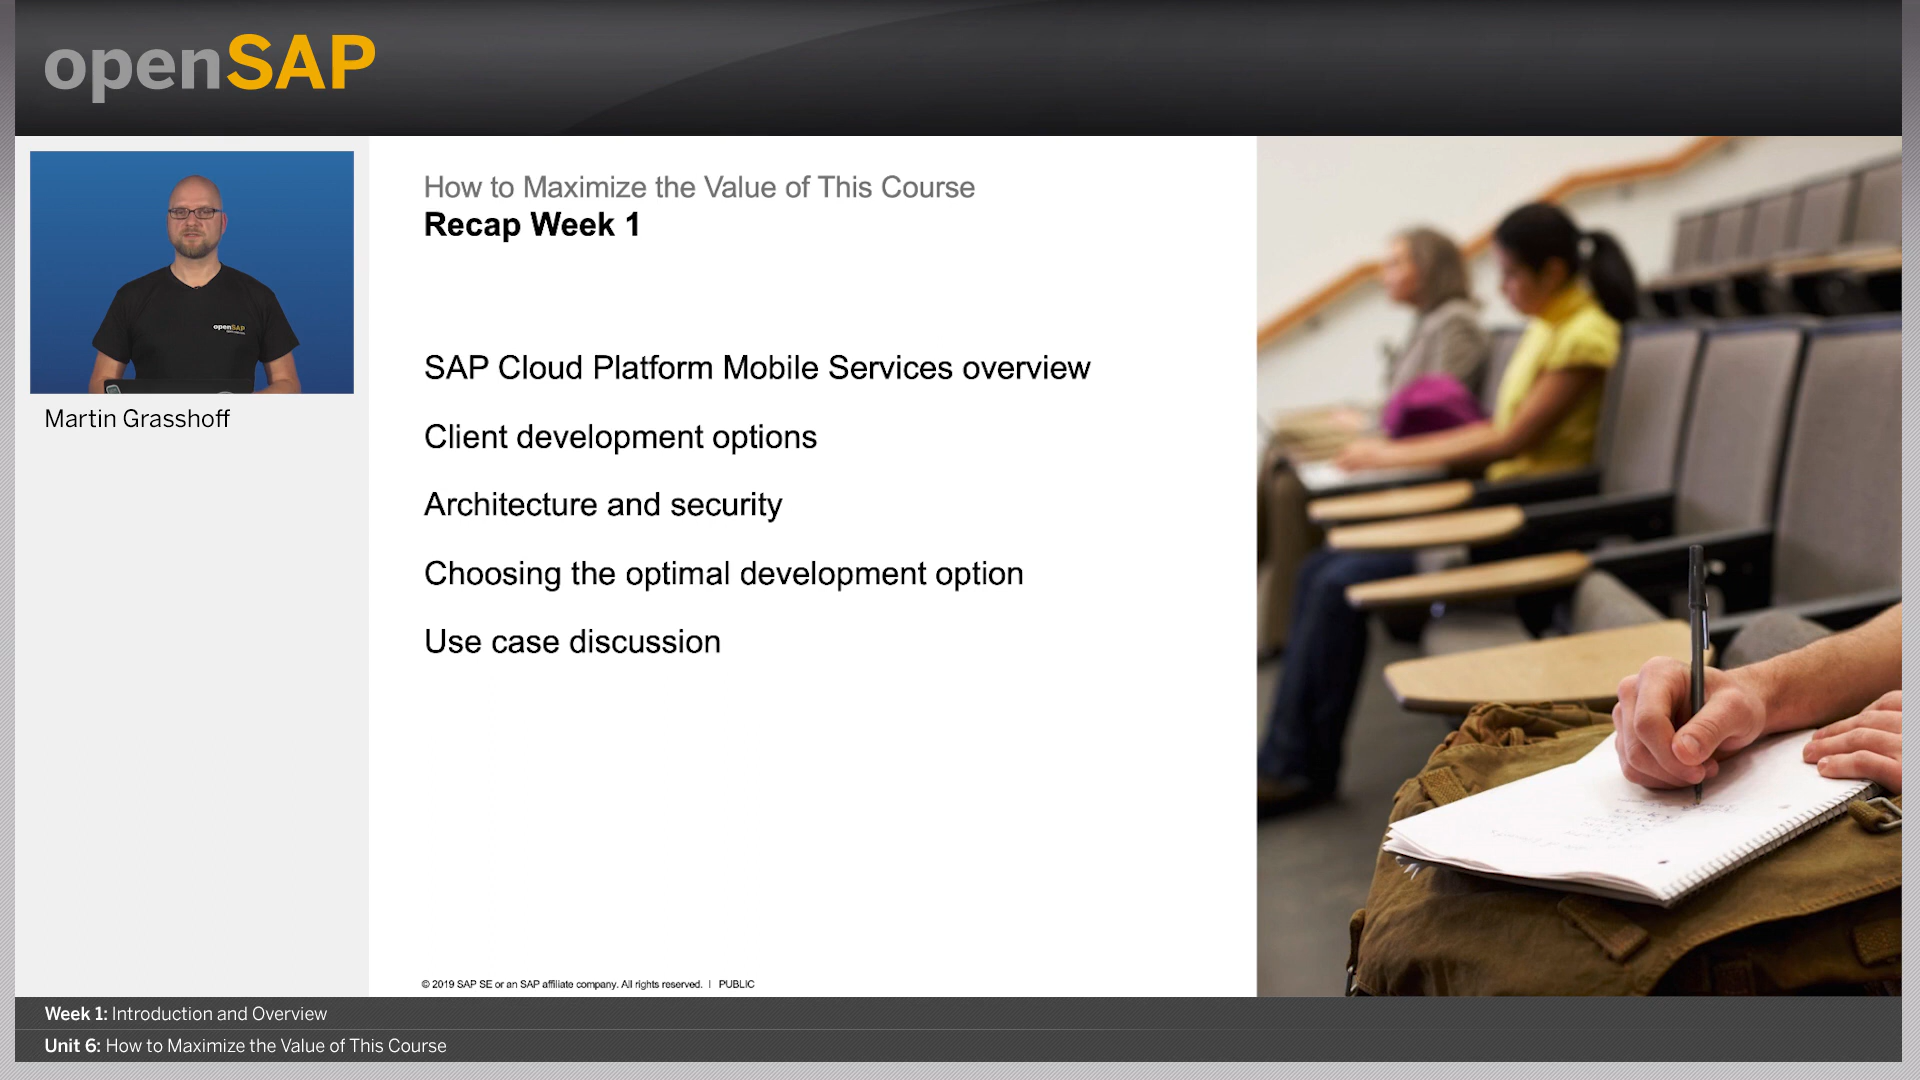 openSAP
How to Maximize the Value of This Course
Recap Week 1
openSAP
Martin Grasshoff
SAP Cloud Platform Mobile Services overview
Client development options
Architecture and security
Choosing the optimal development option
Use case discussion
© 2019 SAP SE or an SAP affiliate company. All rights reserved. | PUBLIC
Week 1: Introduction and Overview
Unit 6: How to Maximize the Value of This Course